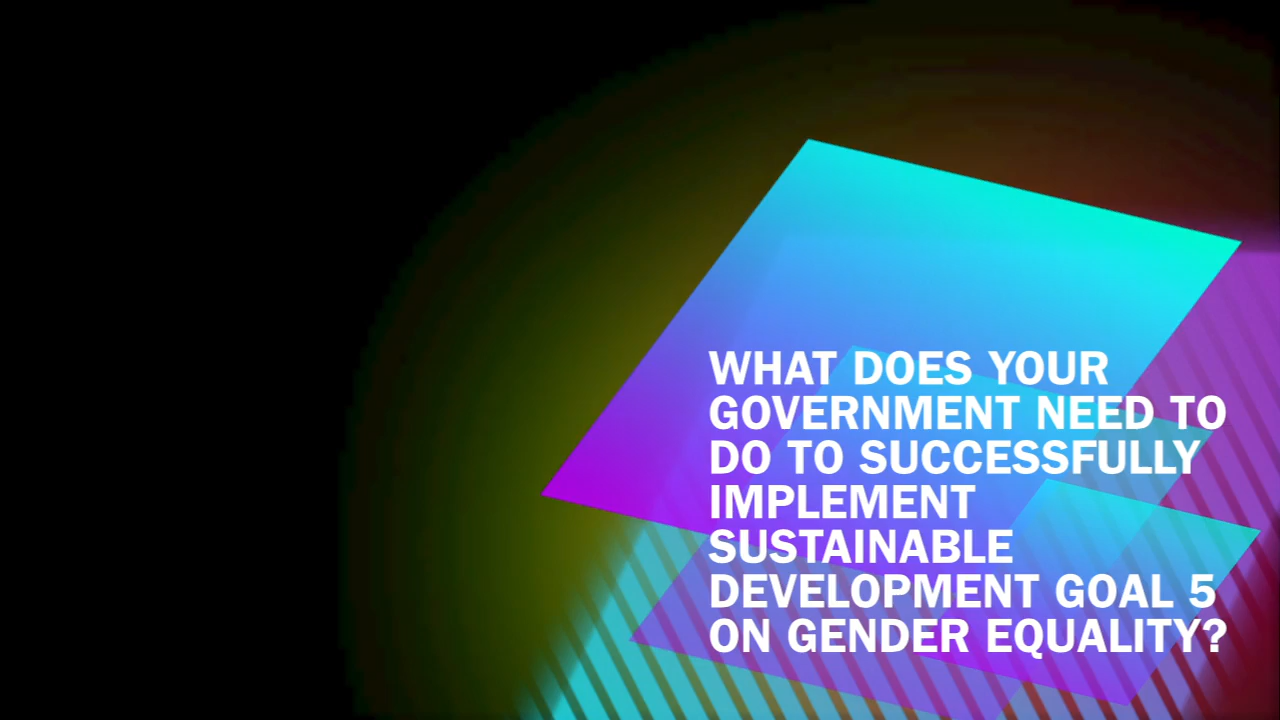 WHAT DOES YOUR
GOVERNMENT NEED TO
DO TO SUCCESSFULLY
IMPLEMENT
SUSTAINABLE
DEVELOPMENT GOAL 5
ON GENDER EQUALITY?